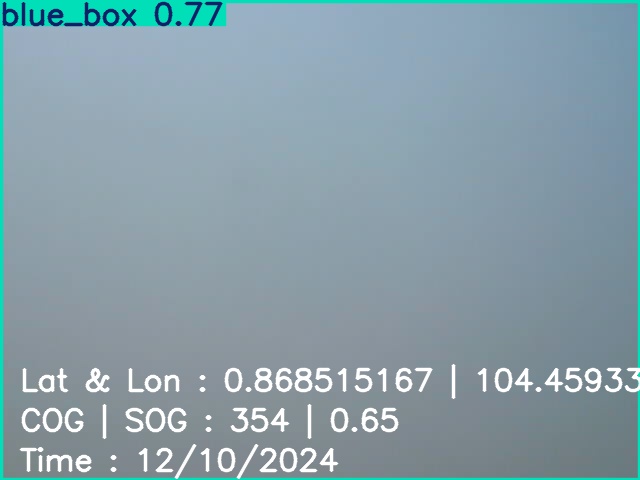 blue_box 0.77
Lat & Lon : 0.868515167 | 104.45933
COG | SOG : 354 | 0.65
Time : 12/10/2024